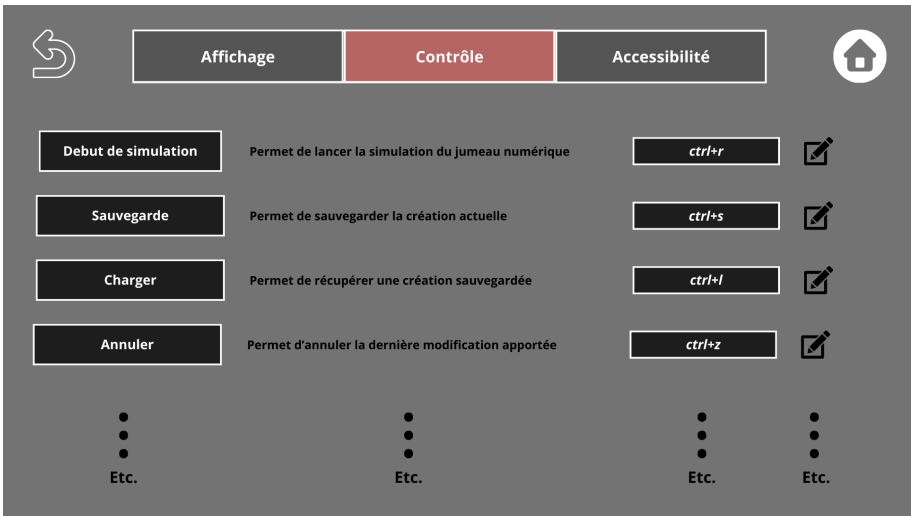 Affichage Contrôle Accessibilité
Debut de simulation Permet de lancer la simulation du jumeau numérique ctrl+r
Sauvegarde Permet de sauvegarder la création actuelle ctrl+s
Charger Permet de récupérer une création sauvegardée ctrl+l
Annuler Permet d'annuler la dernière modification apportée ctrl+z
Etc. Etc. Etc. Etc.